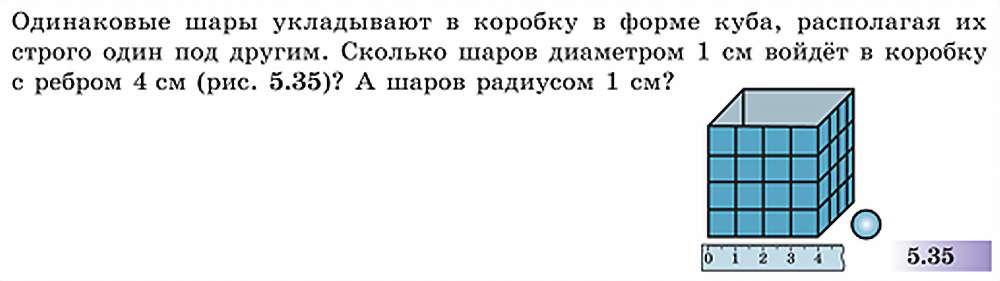 Одинаковые шары укладывают в коробку в форме куба, располагая их
строго один под другим. Сколько шаров диаметром 1 см войдёт в коробку
с ребром 4 см (рис. 5.35)? А шаров радиусом 1 см?
0 1 2 3 4
5.35